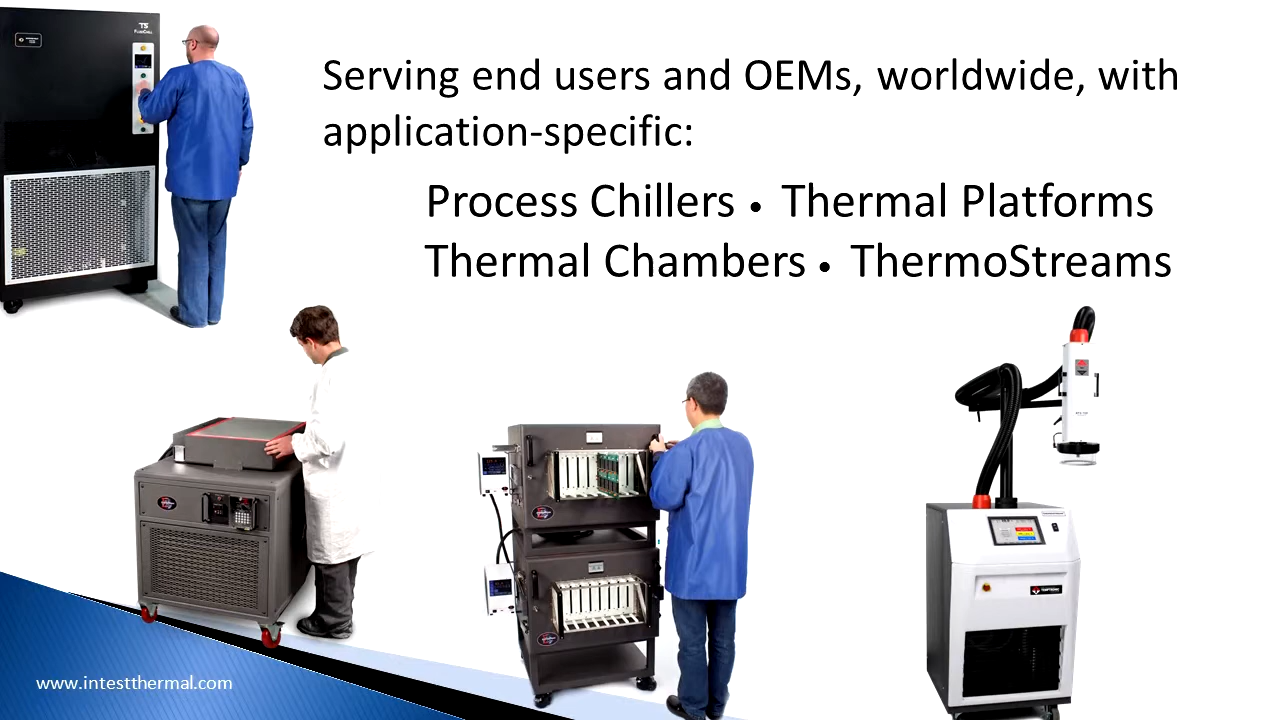 Serving end users and OEMs, worldwide, with
application-specific:
Process Chillers • Thermal Platforms
Thermal Chambers • ThermoStreams
www.intestthermal.com